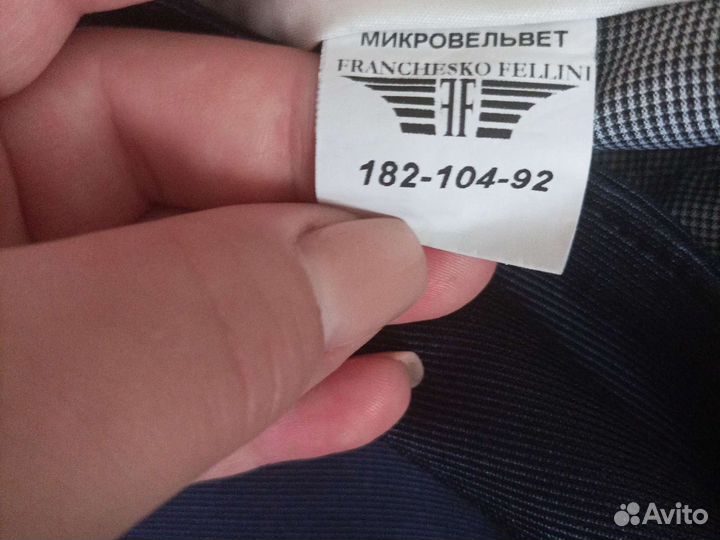 МИКРОВЕЛЬВЕТ
FRANCHESKO FELLINI
FF
182-104-92
Avito